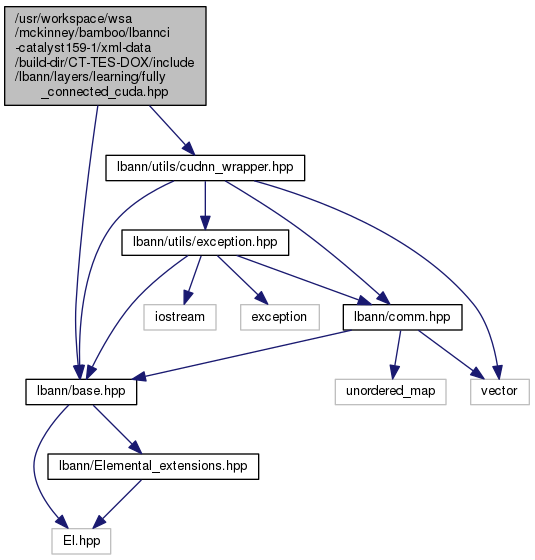 /usr/workspace/wsa
/mckinney/bamboo/lbannci
-catalyst159-1/xml-data
/build-dir/CT-TES-DOX/include
/lbann/layers/learning/fully
_connected_cuda.hpp
lbann/utils/cudnn_wrapper.hpp
lbann/utils/exception.hpp
iostream
exception
lbann/comm.hpp
lbann/base.hpp
unordered_map
vector
lbann/Elemental_extensions.hpp
El.hpp